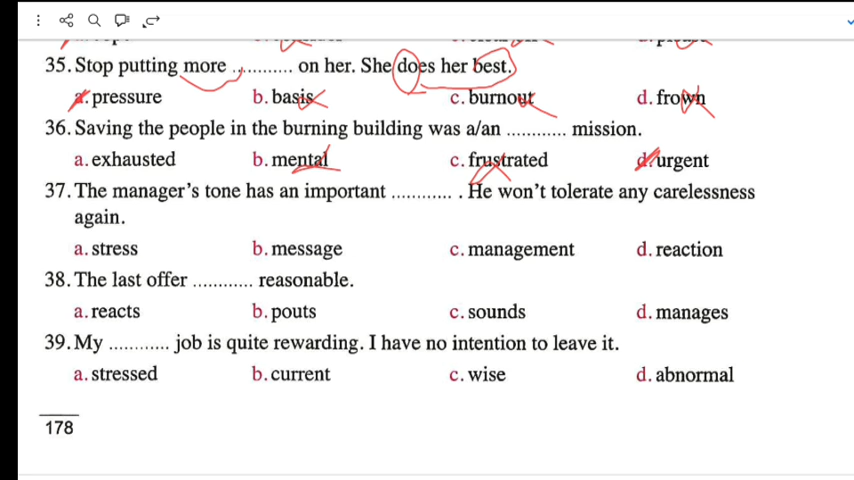 35. Stop putting more ............ on her. She does her best.
a. pressure b. basis c. burnout d. frown
36. Saving the people in the burning building was a/an ............ mission.
a. exhausted b. mental c. frustrated d. urgent
37. The manager's tone has an important ............ . He won't tolerate any carelessness
again.
a. stress b. message c. management d. reaction
38. The last offer ............ reasonable.
a. reacts b. pouts c. sounds d. manages
39. My ............ job is quite rewarding. I have no intention to leave it.
a. stressed b. current c. wise d. abnormal
178